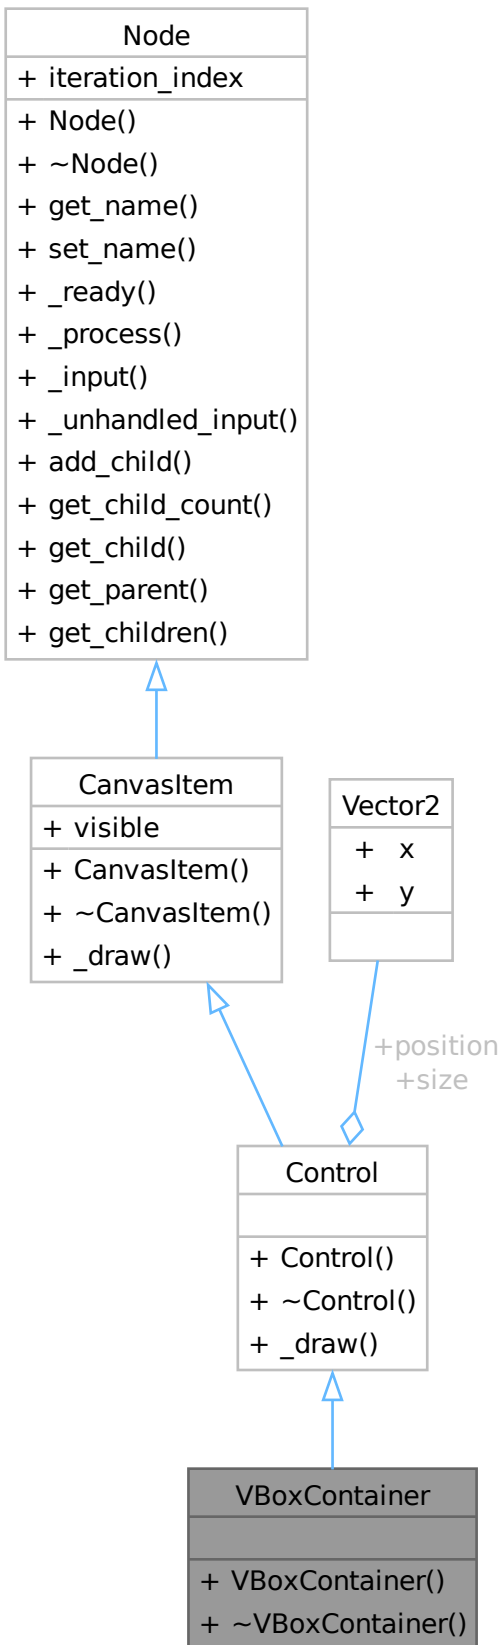 Node
+ iteration_index
+ Node()
+ ~Node()
+ get_name()
+ set_name()
+ _ready()
+ _process()
+ _input()
+ _unhandled_input()
+ add_child()
+ get_child_count()
+ get_child()
+ get_parent()
+ get_children()
CanvasItem
+ visible
+ CanvasItem()
+ ~CanvasItem()
+ _draw()
Vector2
+ x
+ y
+position
+size
Control
+ Control()
+ ~Control()
+ _draw()
VBoxContainer
+ VBoxContainer()
+ ~VBoxContainer()